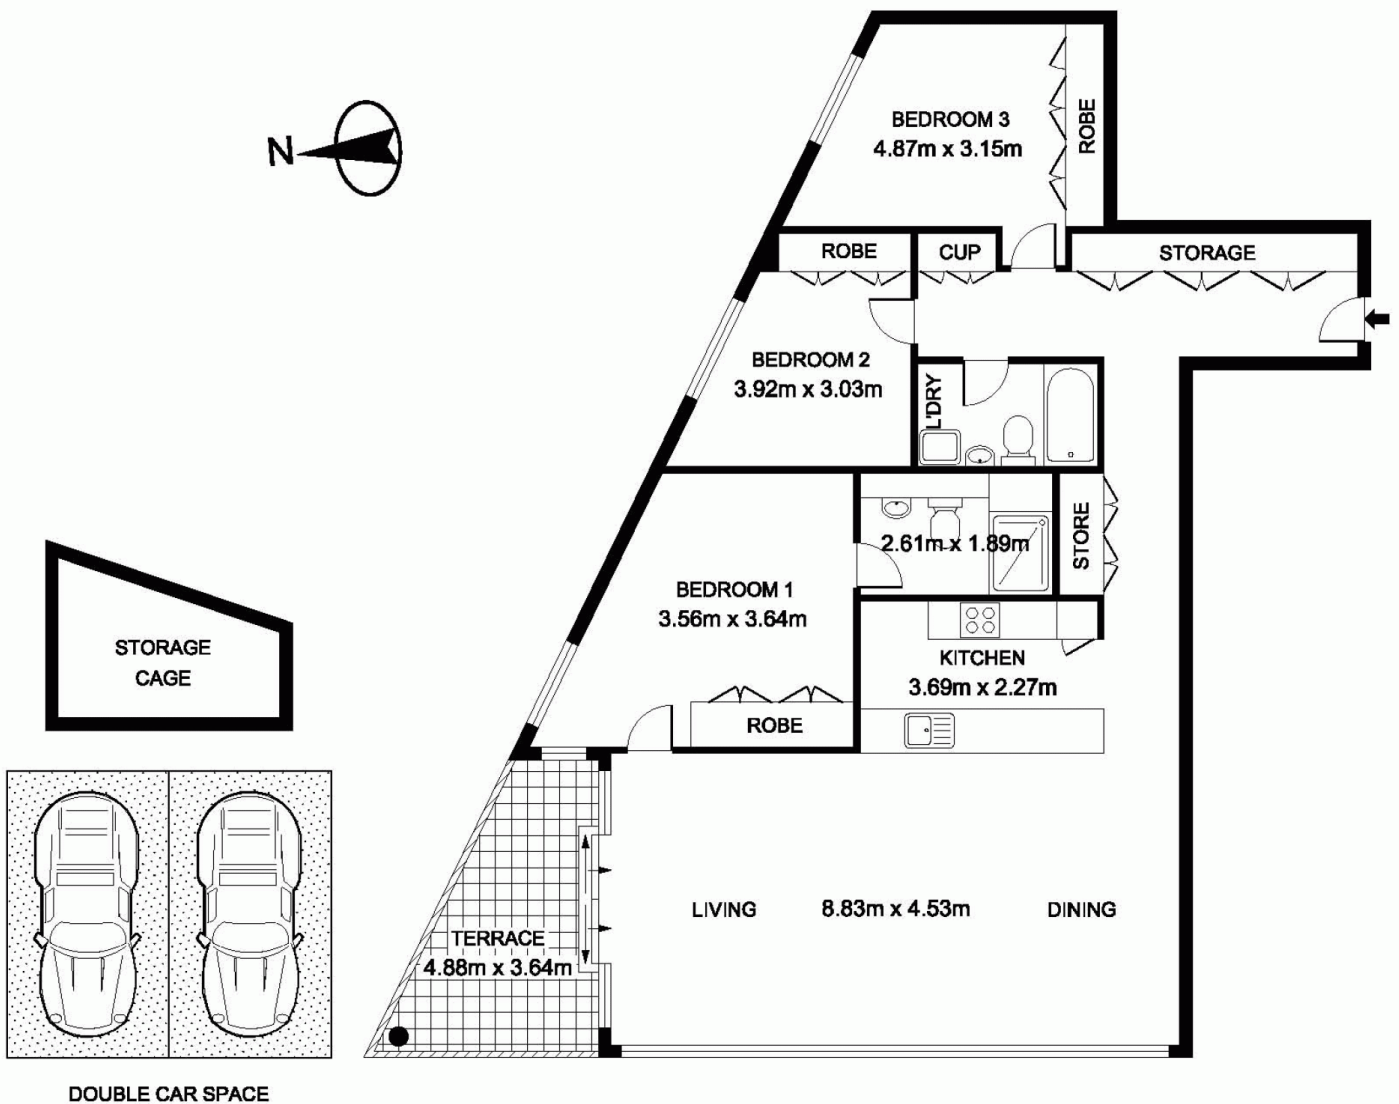 N
BEDROOM 3
4.87m x 3.15m
ROBE
ROBE
CUP
STORAGE
BEDROOM 2
3.92m x 3.03m
L'DRY
2.61m x 1.89m
STORE
BEDROOM 1
3.56m x 3.64m
ROBE
KITCHEN
3.69m x 2.27m
STORAGE
CAGE
LIVING
8.83m x 4.53m
DINING
TERRACE
4.88m x 3.64m
DOUBLE CAR SPACE